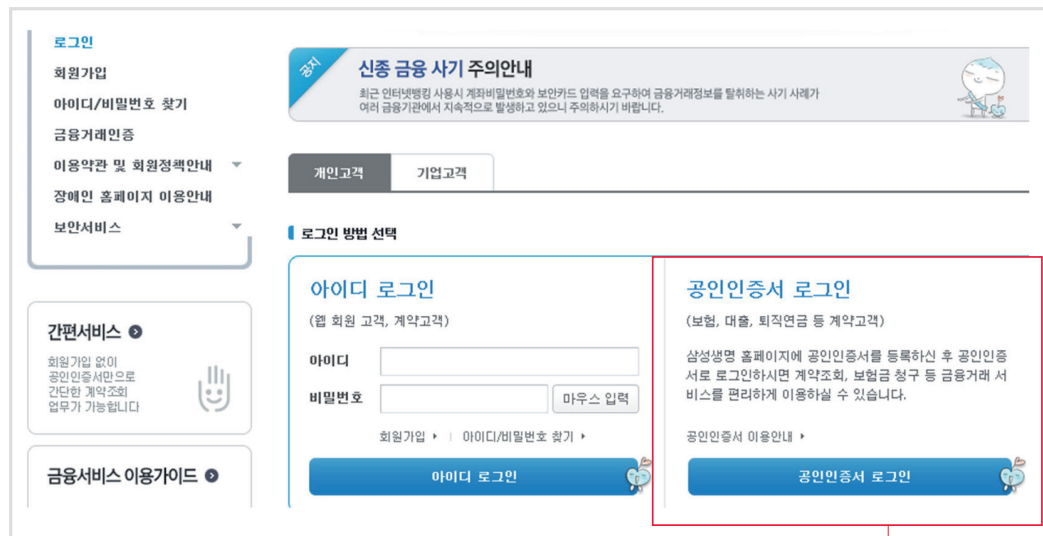 로그인
회원가입
아이디/비밀번호 찾기
금융거래인증
이용약관 및 회원정책안내
장애인 홈페이지 이용안내
보안서비스
간편서비스
회원가입 없이
공인인증서만으로
간단한 계약조회
업무가 가능합니다
금융서비스 이용가이드
공지
신종 금융 사기 주의안내
최근 인터넷뱅킹 사용시 계좌비밀번호와 보안카드 입력을 요구하여 금융거래정보를 탈취하는 사기 사례가
여러 금융기관에서 지속적으로 발생하고 있으니 주의하시기 바랍니다.
개인고객
기업고객
로그인 방법 선택
아이디 로그인
(웹 회원 고객, 계약고객)
아이디
비밀번호
마우스 입력
회원가입
아이디/비밀번호 찾기
아이디 로그인
공인인증서 로그인
(보험, 대출, 퇴직연금 등 계약고객)
삼성생명 홈페이지에 공인인증서를 등록하신 후 공인인증
서로 로그인하시면 계약조회, 보험금 청구 등 금융거래 서
비스를 편리하게 이용하실 수 있습니다.
공인인증서 이용안내
공인인증서 로그인